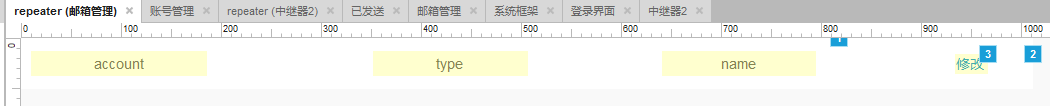 repeater (邮箱管理) 账号管理 repeater (中继器2) 已发送 邮箱管理 系统框架 登录界面 中继器2
0 100 200 300 400 500 600 700 800 900 1000
0
account type name 修改 3 2